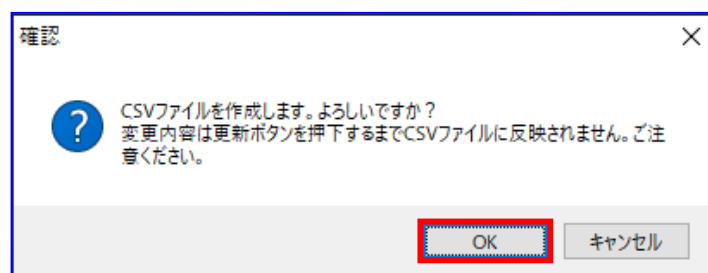 確認
CSVファイルを作成します。よろしいですか？
変更内容は更新ボタンを押下するまでCSVファイルに反映されません。ご注
意ください。
OK
キャンセル